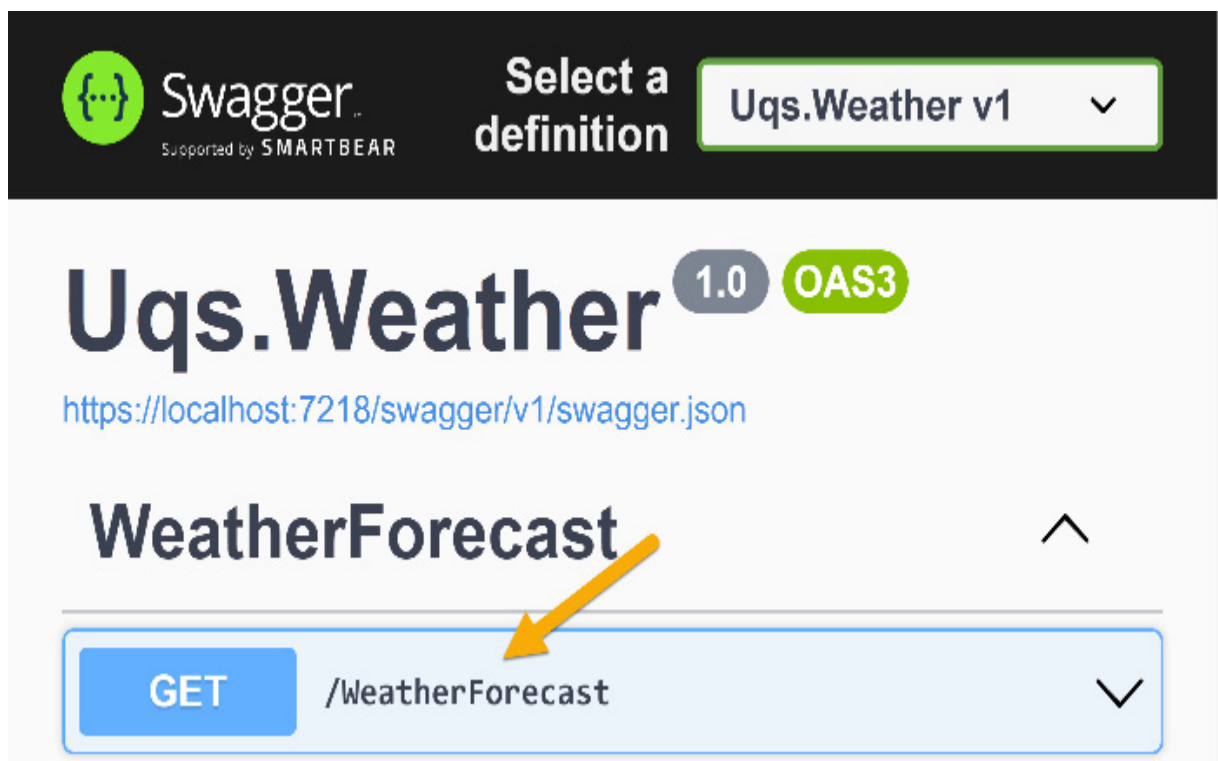 {···} Swagger.
Supported by SMARTBEAR
Select a
definition
Uqs.Weather v1
Uqs.Weather 1.0 OAS3
https://localhost:7218/swagger/v1/swagger.json
WeatherForecast
GET /WeatherForecast